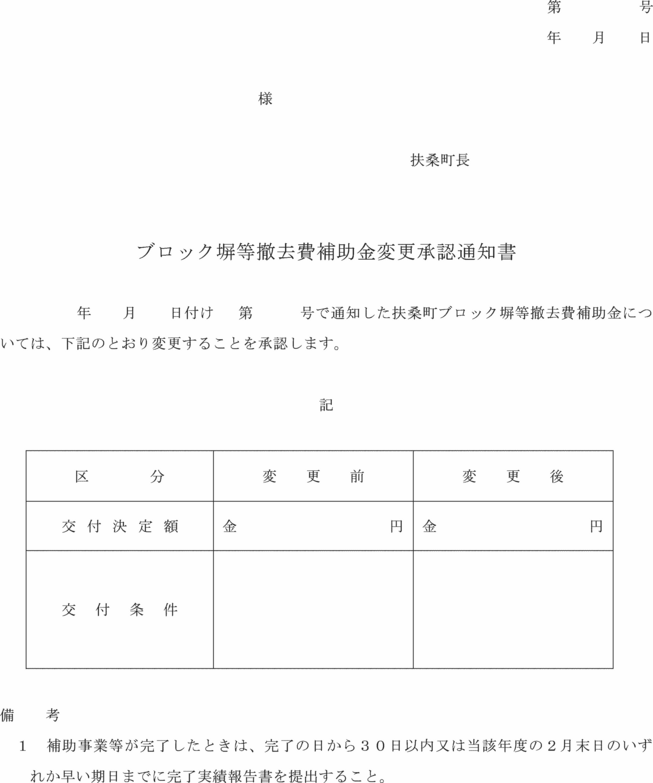 第　　　　　号
年　　月　　日
様
扶桑町長
ブロック塀等撤去費補助金変更承認通知書
年　　月　　日付け　第　　　号で通知した扶桑町ブロック塀等撤去費補助金につ
いては、下記のとおり変更することを承認します。
記
区　　　　分　変　　更　　前　変　　更　　後
交付決定額　金　　　　　円　金　　　　　円
交　付　条　件
備　　考
１　補助事業等が完了したときは、完了の日から３０日以内又は当該年度の２月末日のいず
れか早い期日までに完了実績報告書を提出すること。